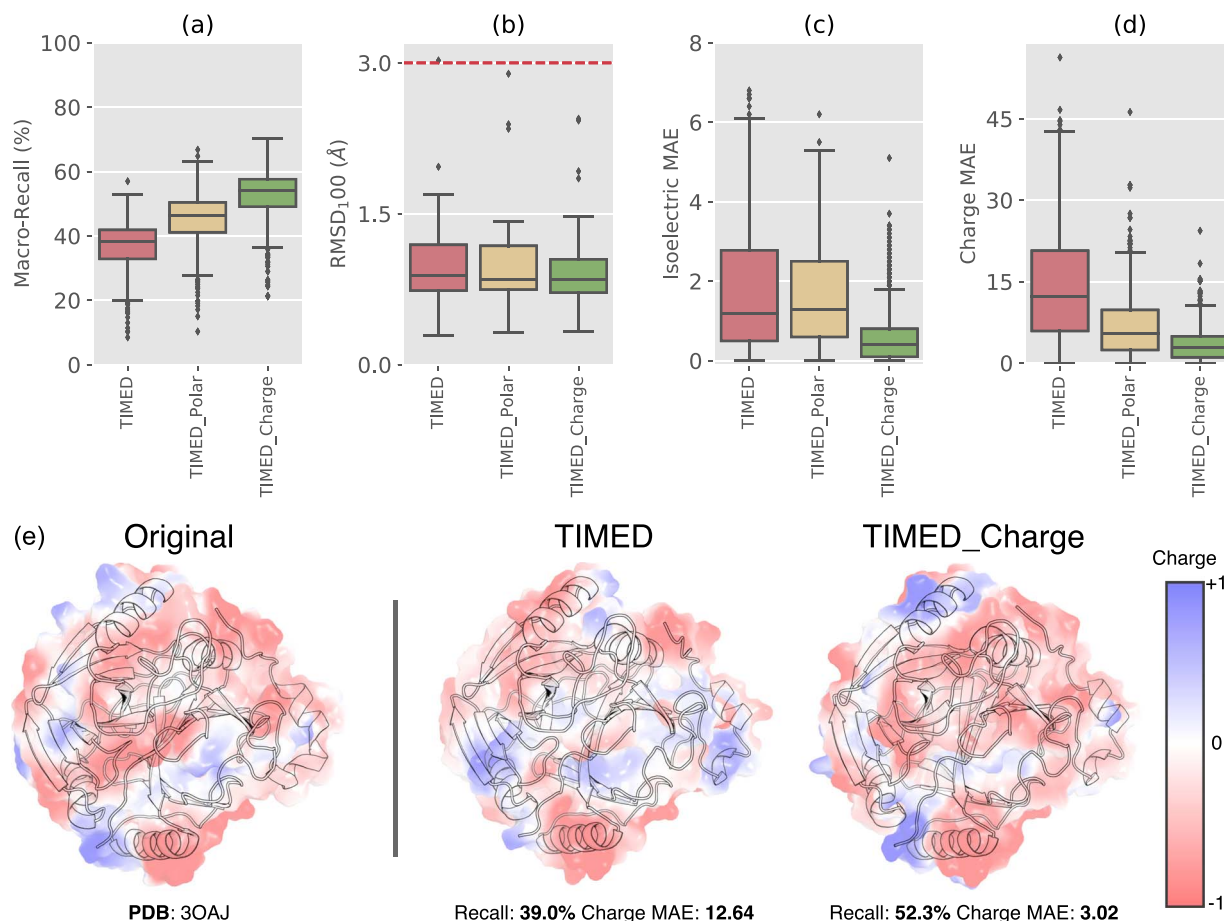 (a)
(b)
(c)
(d)
Macro-Recall (%)
100
80
60
40
20
0
TIMED
TIMED_Polar
TIMED_Charge
RMSD₁00 (Å)
3.0
1.5
0.0
TIMED
TIMED_Polar
TIMED_Charge
Isoelectric MAE
8
6
4
2
0
TIMED
TIMED_Polar
TIMED_Charge
Charge MAE
45
30
15
0
TIMED
TIMED_Polar
TIMED_Charge
(e)
Original
TIMED
TIMED_Charge
Charge
+1
0
-1
PDB: 3OAJ
Recall: 39.0% Charge MAE: 12.64
Recall: 52.3% Charge MAE: 3.02